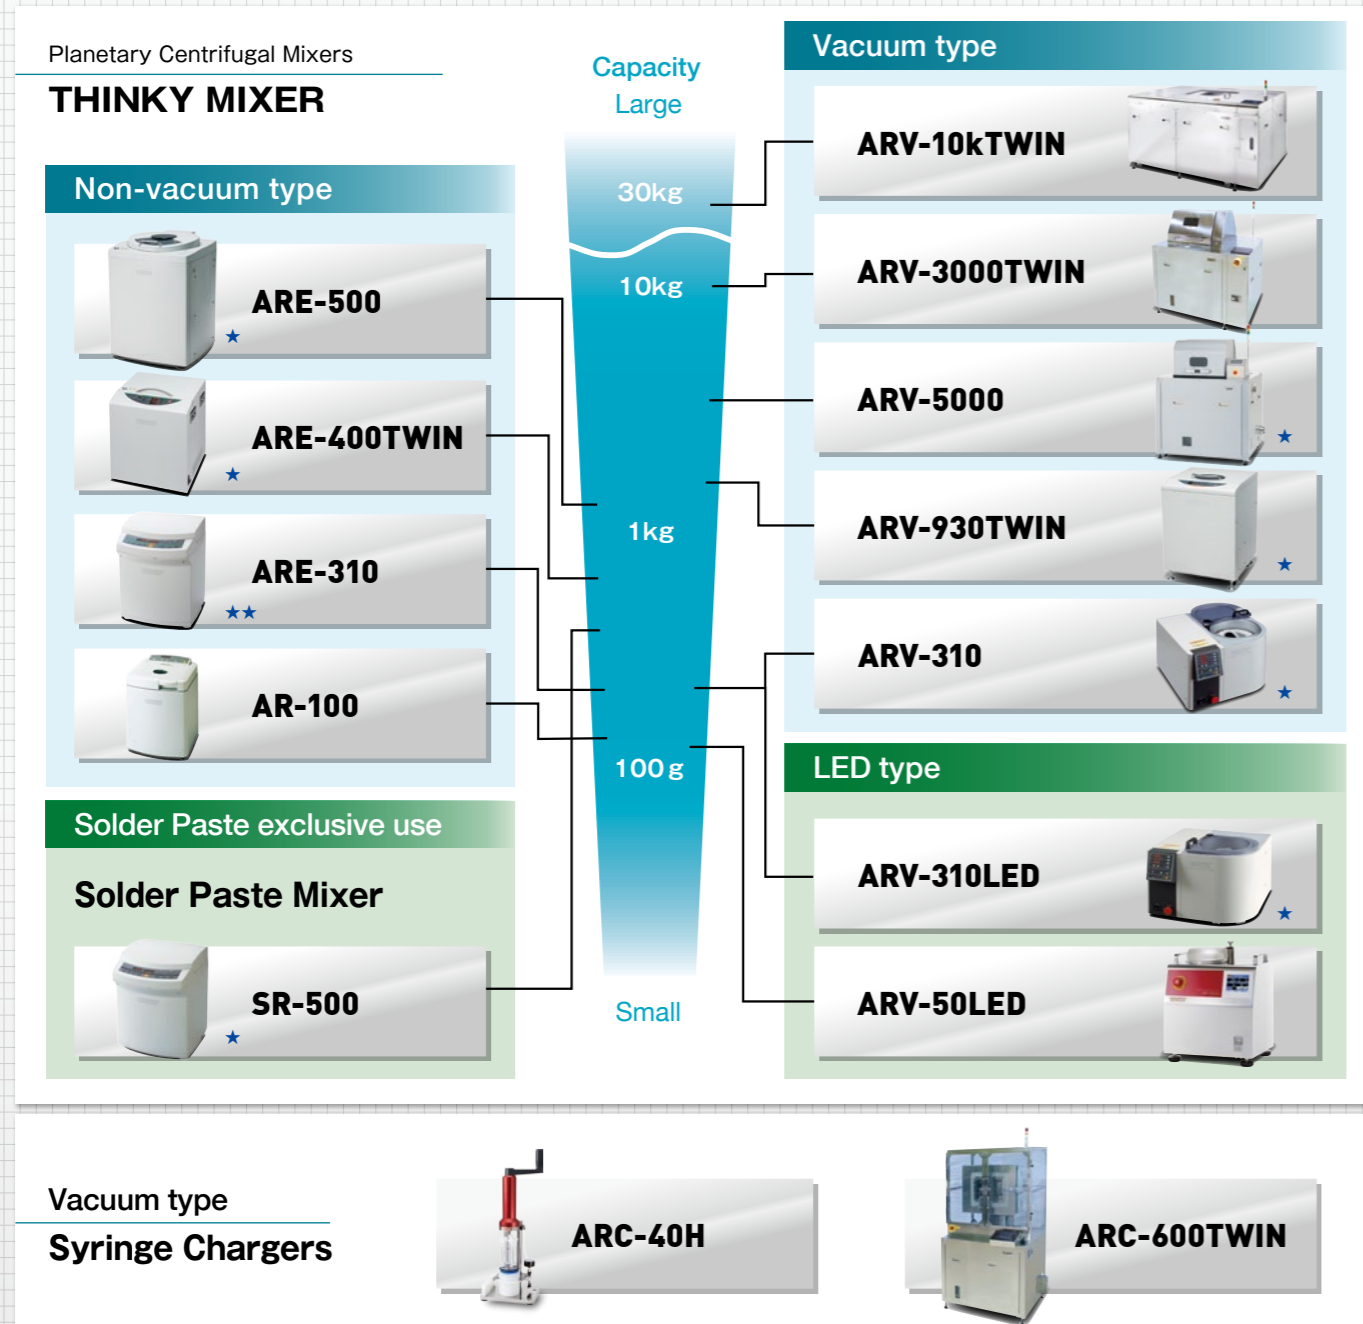 Planetary Centrifugal Mixers
THINKY MIXER
Non-vacuum type
ARE-500
★
ARE-400TWIN
★
ARE-310
★★
AR-100
Solder Paste exclusive use
Solder Paste Mixer
SR-500
★
Capacity
Large
30kg
10kg
1kg
100g
Small
Vacuum type
ARV-10kTWIN
ARV-3000TWIN
ARV-5000
★
ARV-930TWIN
★
ARV-310
★
LED type
ARV-310LED
★
ARV-50LED
Vacuum type
Syringe Chargers
ARC-40H
ARC-600TWIN